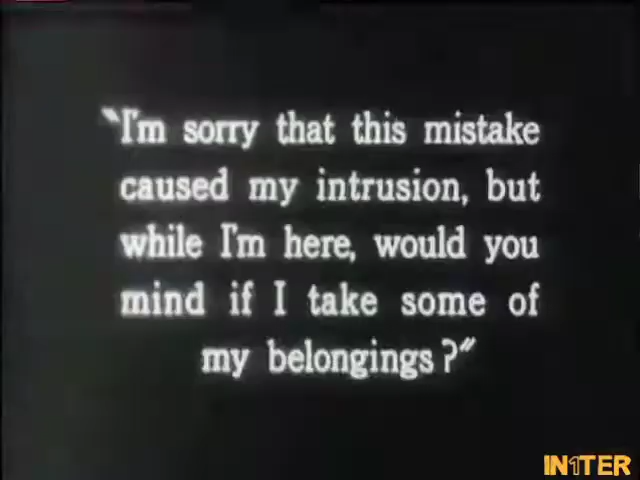 "I'm sorry that this mistake
caused my intrusion, but
while I'm here, would you
mind if I take some of
my belongings?"
IN1TER